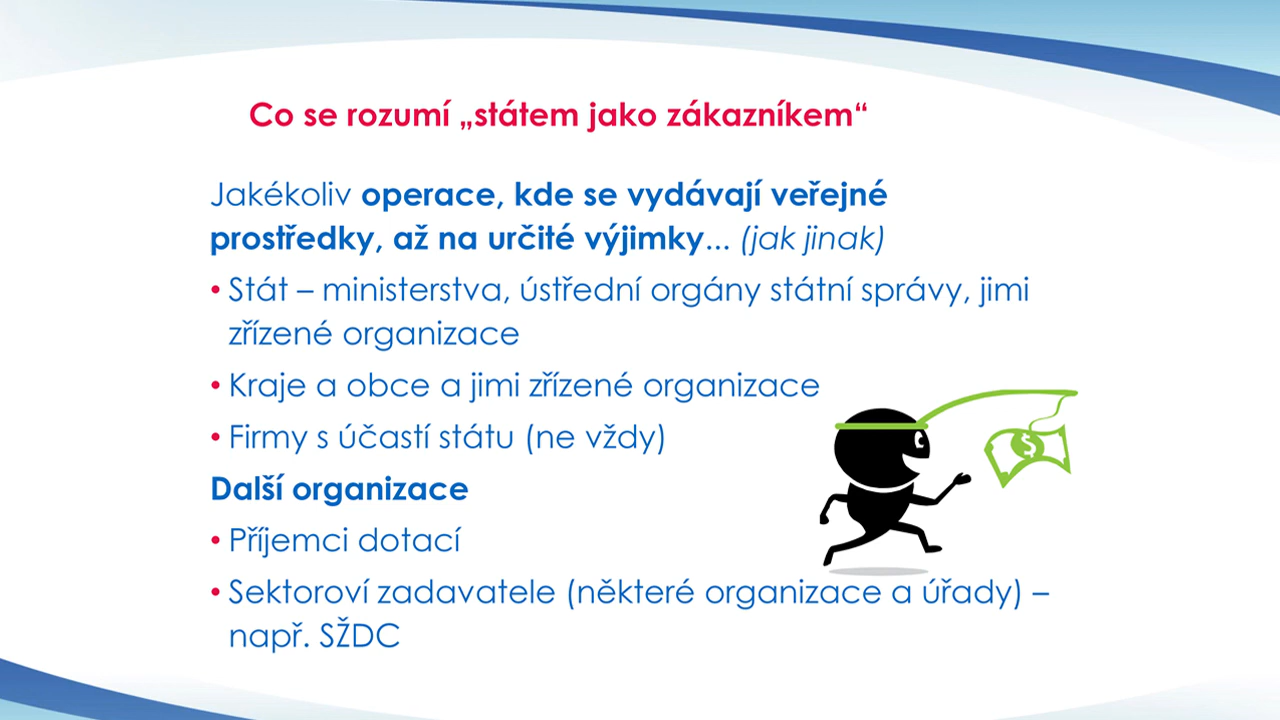 Co se rozumí „státem jako zákazníkem“
Jakékoliv operace, kde se vydávají veřejné
prostředky, až na určité výjimky... (jak jinak)
• Stát – ministerstva, ústřední orgány státní správy, jimi
zřízené organizace
• Kraje a obce a jimi zřízené organizace
• Firmy s účastí státu (ne vždy)
$
Další organizace
• Příjemci dotací
• Sektoroví zadavatele (některé organizace a úřady) –
např. SŽDC